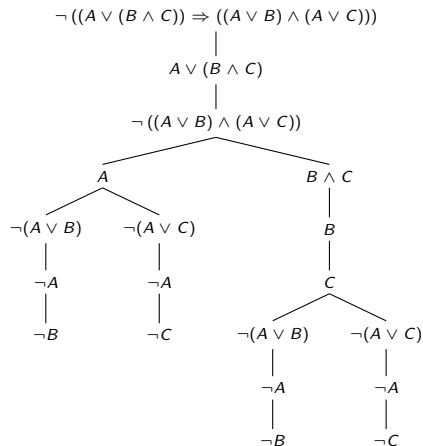 ¬ ((A ∨ (B ∧ C)) ⇒ ((A ∨ B) ∧ (A ∨ C)))
A ∨ (B ∧ C)
¬ ((A ∨ B) ∧ (A ∨ C))
A B ∧ C
¬(A ∨ B) ¬(A ∨ C) B
¬A ¬A C
¬B ¬C ¬(A ∨ B) ¬(A ∨ C)
¬A ¬A
¬B ¬C